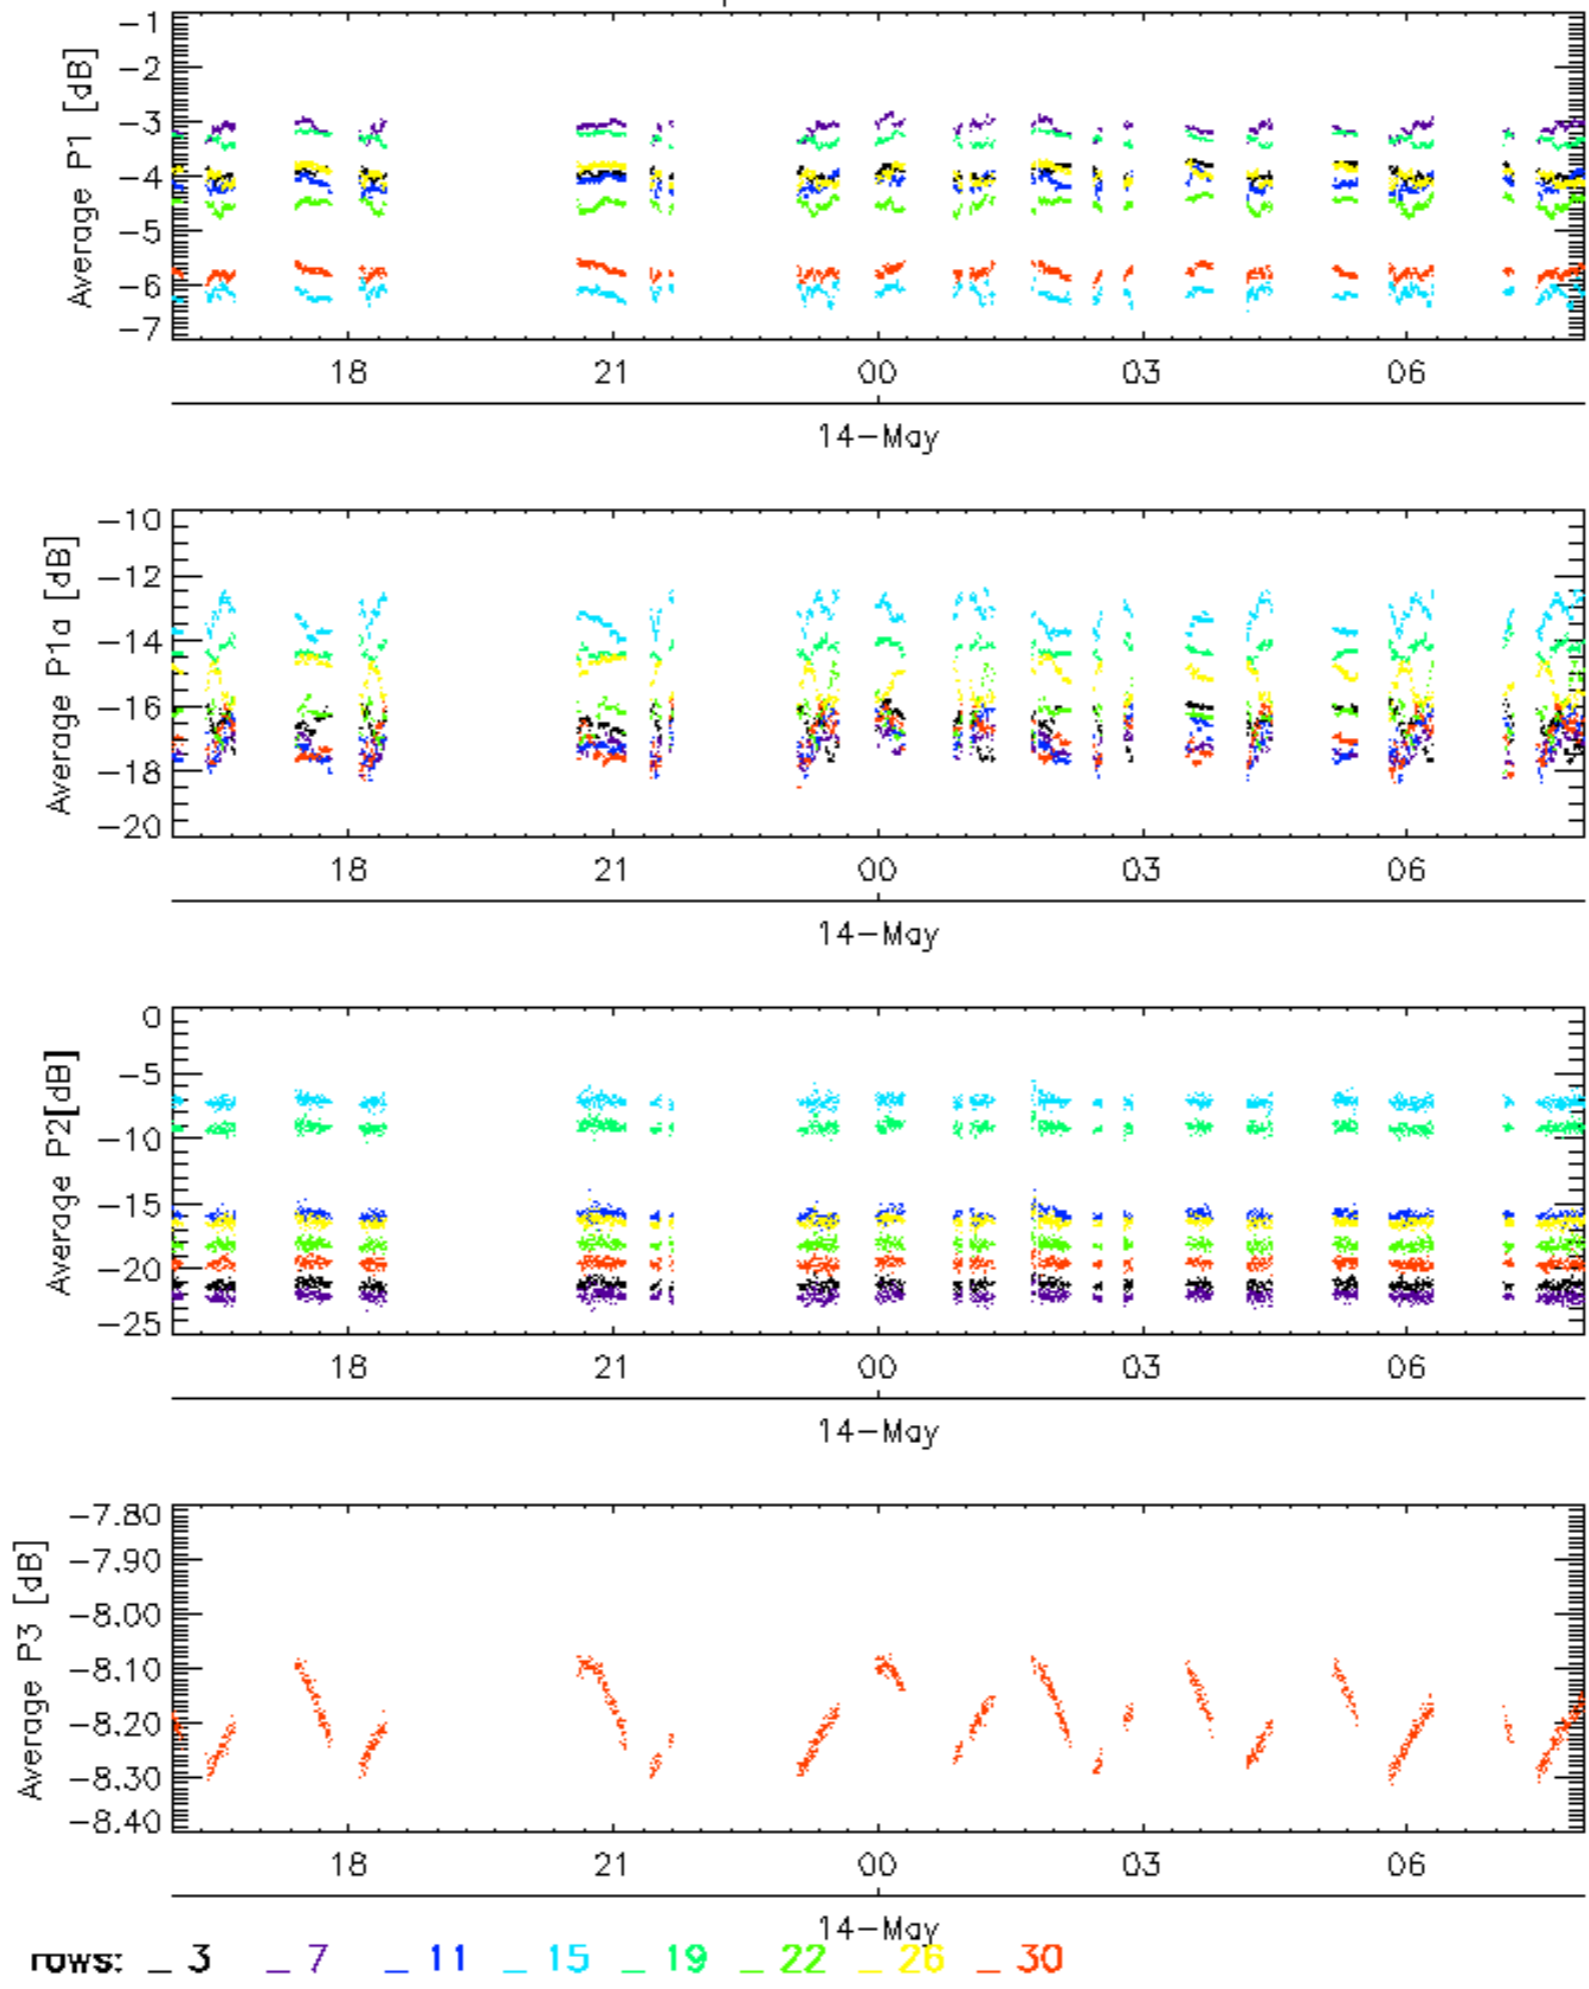 Average P1 [dB]
-1
-2
-3
-4
-5
-6
-7
18 21 00 03 06
14-May
Average P1a [dB]
-10
-12
-14
-16
-18
-20
18 21 00 03 06
14-May
Average P2[dB]
0
-5
-10
-15
-20
-25
18 21 00 03 06
14-May
Average P3 [dB]
-7.80
-7.90
-8.00
-8.10
-8.20
-8.30
-8.40
18 21 00 03 06
14-May
rows: _ 3 _ 7 _ 11 _ 15 _ 19 _ 22 _ 26 _ 30